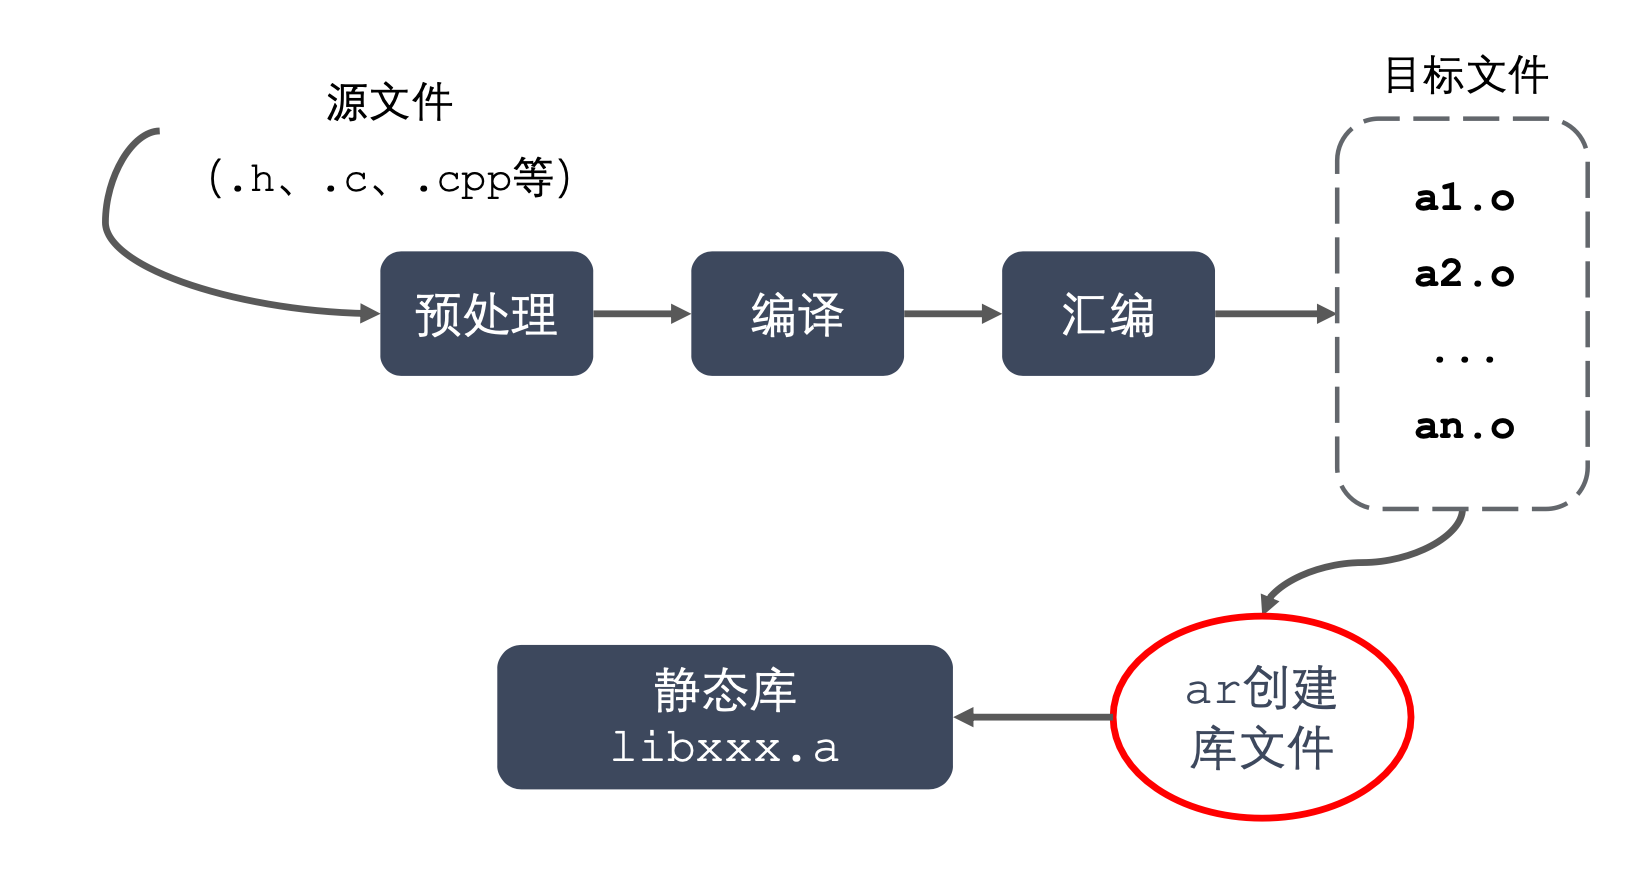 源文件
（.h、.c、.cpp等）
预处理
编译
汇编
目标文件
a1.o
a2.o
...
an.o
ar创建
库文件
静态库
libxxx.a